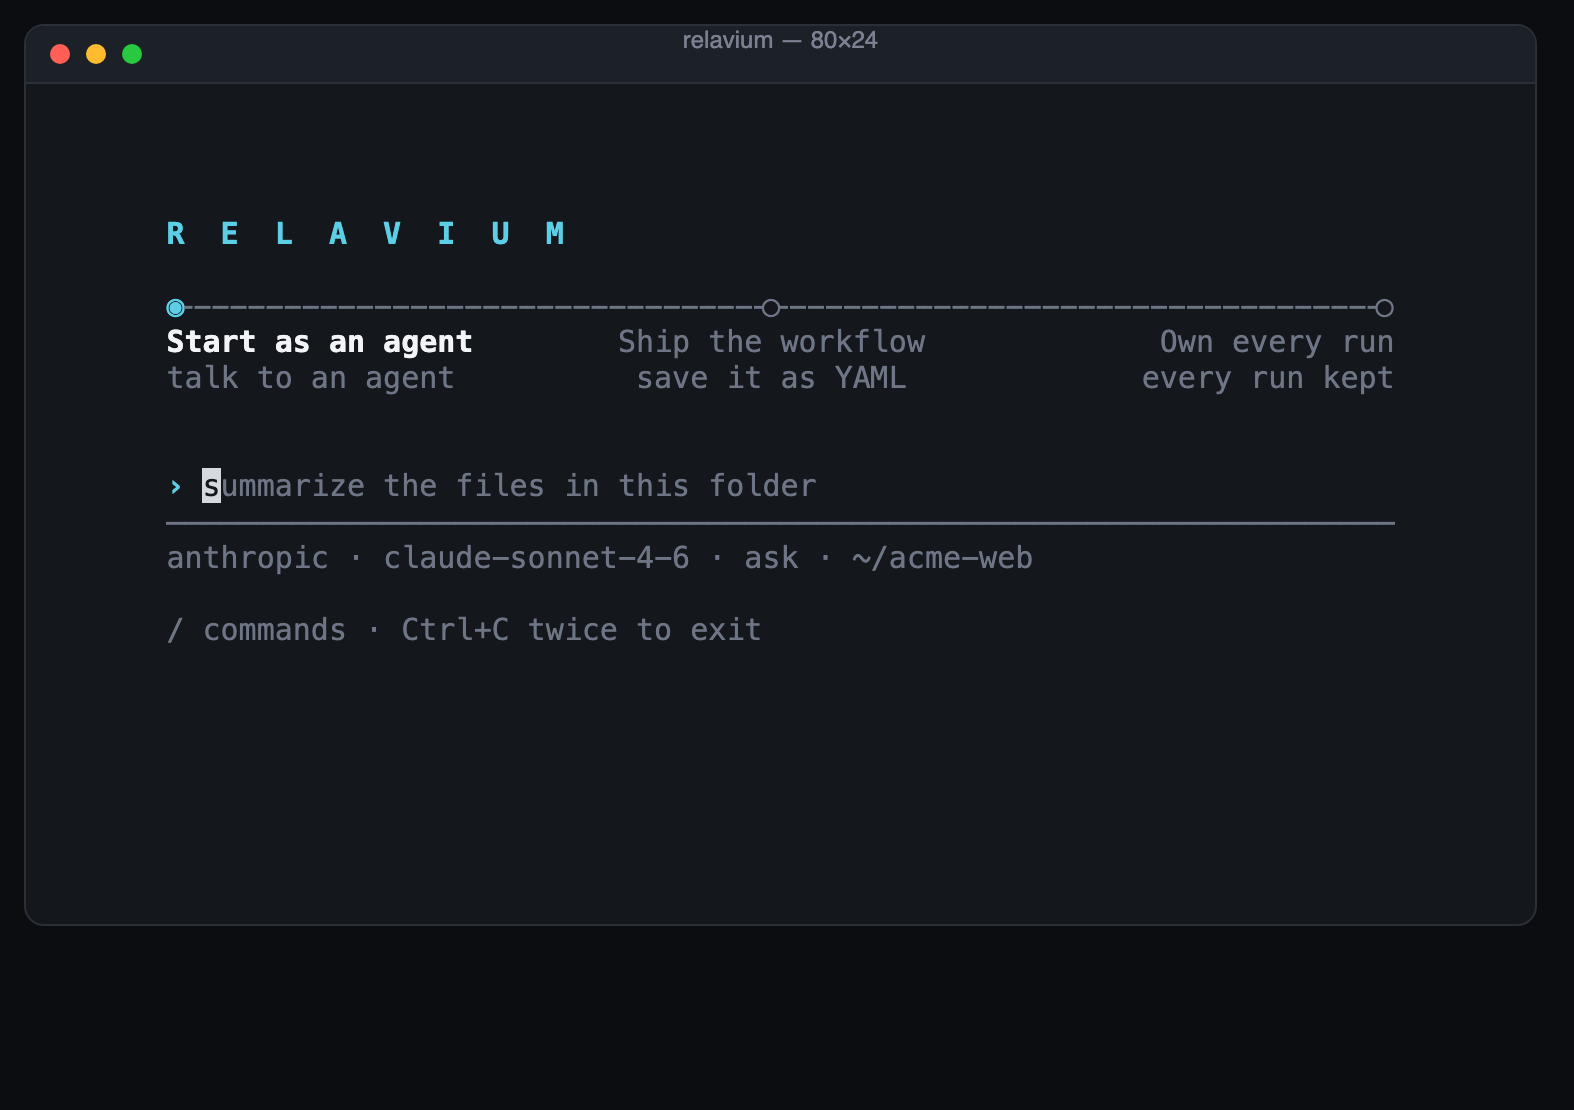 relavium — 80×24
R E L A V I U M
Start as an agent Ship the workflow Own every run
talk to an agent save it as YAML every run kept
› summarize the files in this folder
anthropic · claude-sonnet-4-6 · ask · ~/acme-web
/ commands · Ctrl+C twice to exit